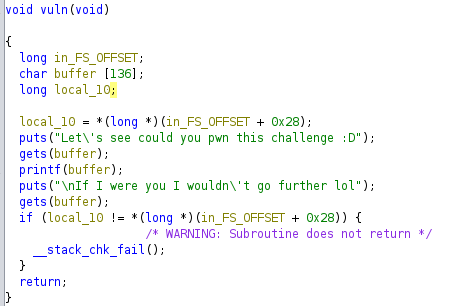 void vuln(void)
{
long in_FS_OFFSET;
char buffer [136];
long local_10;
local_10 = *(long *)(in_FS_OFFSET + 0x28);
puts("Let\'s see could you pwn this challenge :D");
gets(buffer);
printf(buffer);
puts("\nIf I were you I wouldn\'t go further lol");
gets(buffer);
if (local_10 != *(long *)(in_FS_OFFSET + 0x28)) {
/* WARNING: Subroutine does not return */
__stack_chk_fail();
}
return;
}